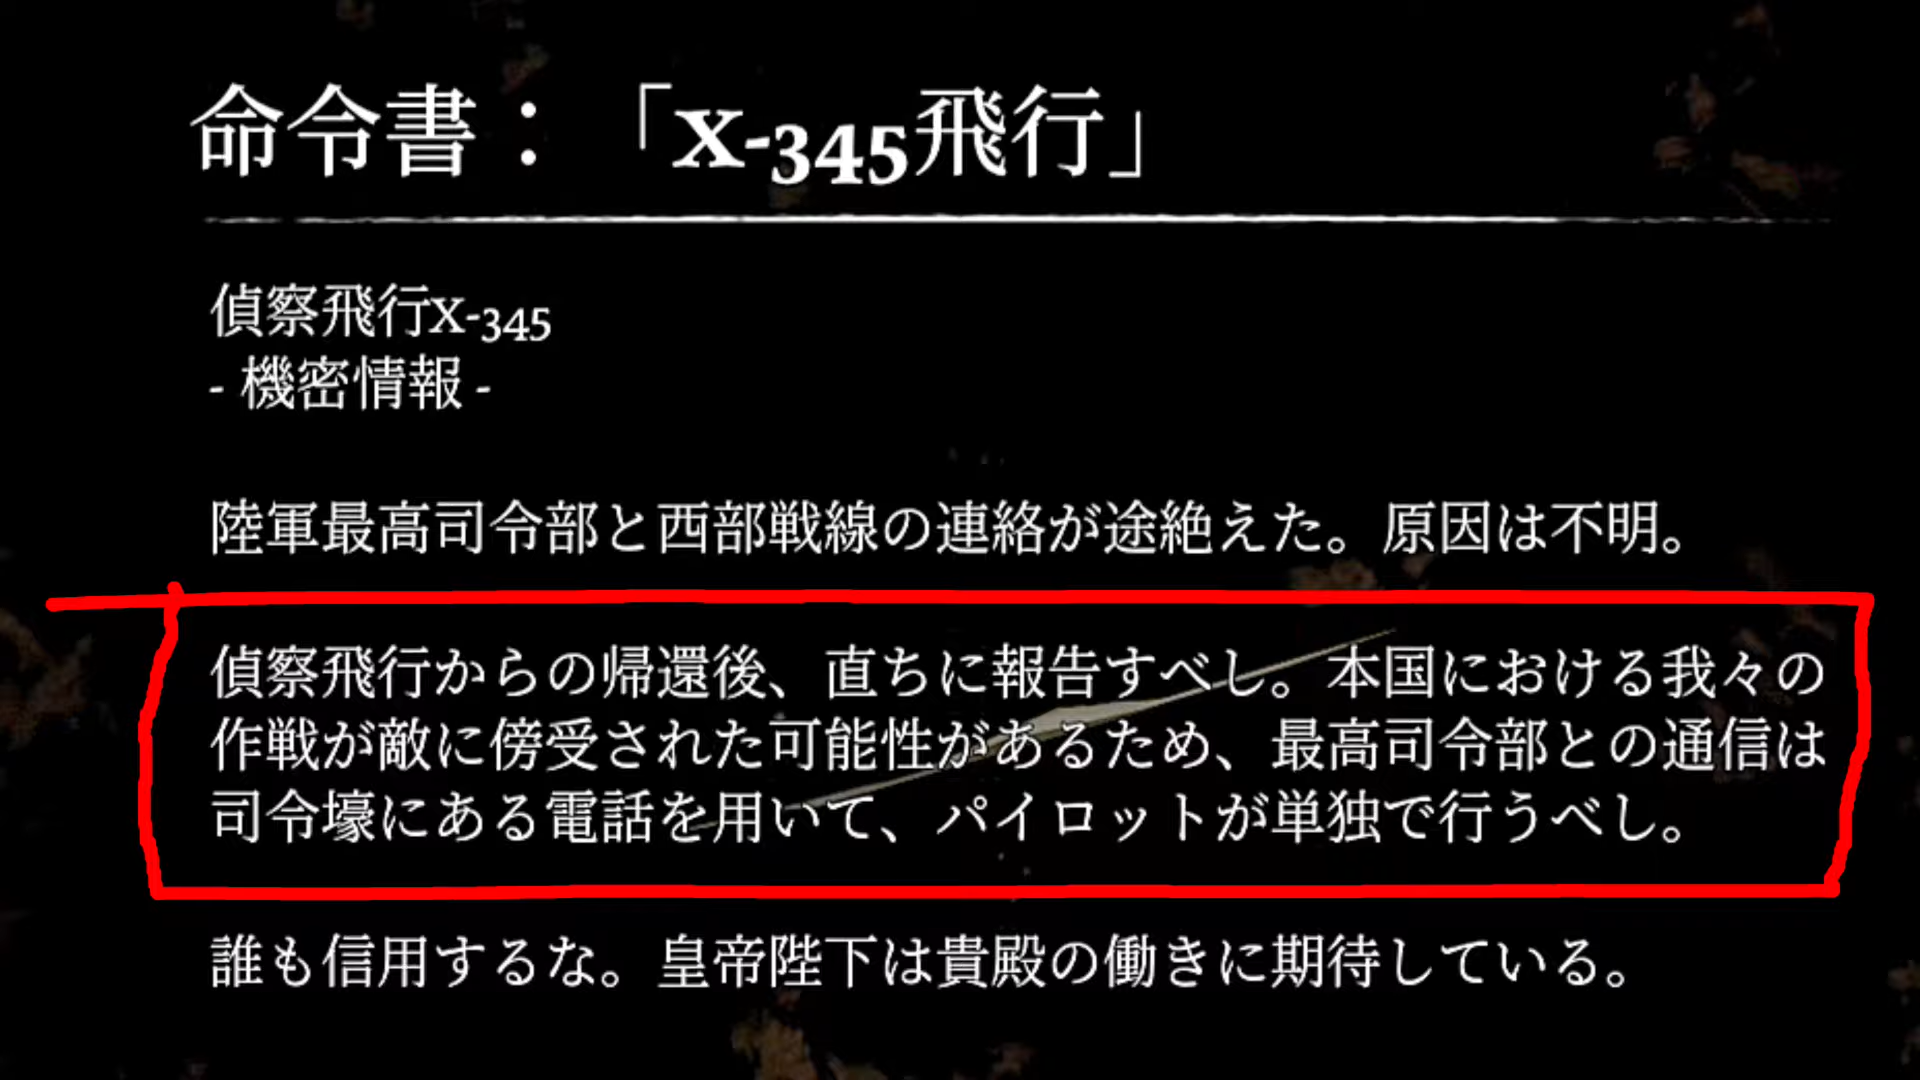 命令書：「X-345飛行」
偵察飛行X-345
- 機密情報 -
陸軍最高司令部と西部戦線の連絡が途絶えた。原因は不明。
偵察飛行からの帰還後、直ちに報告すべし。本国における我々の
作戦が敵に傍受された可能性があるため、最高司令部との通信は
司令壕にある電話を用いて、パイロットが単独で行うべし。
誰も信用するな。皇帝陛下は貴殿の働きに期待している。